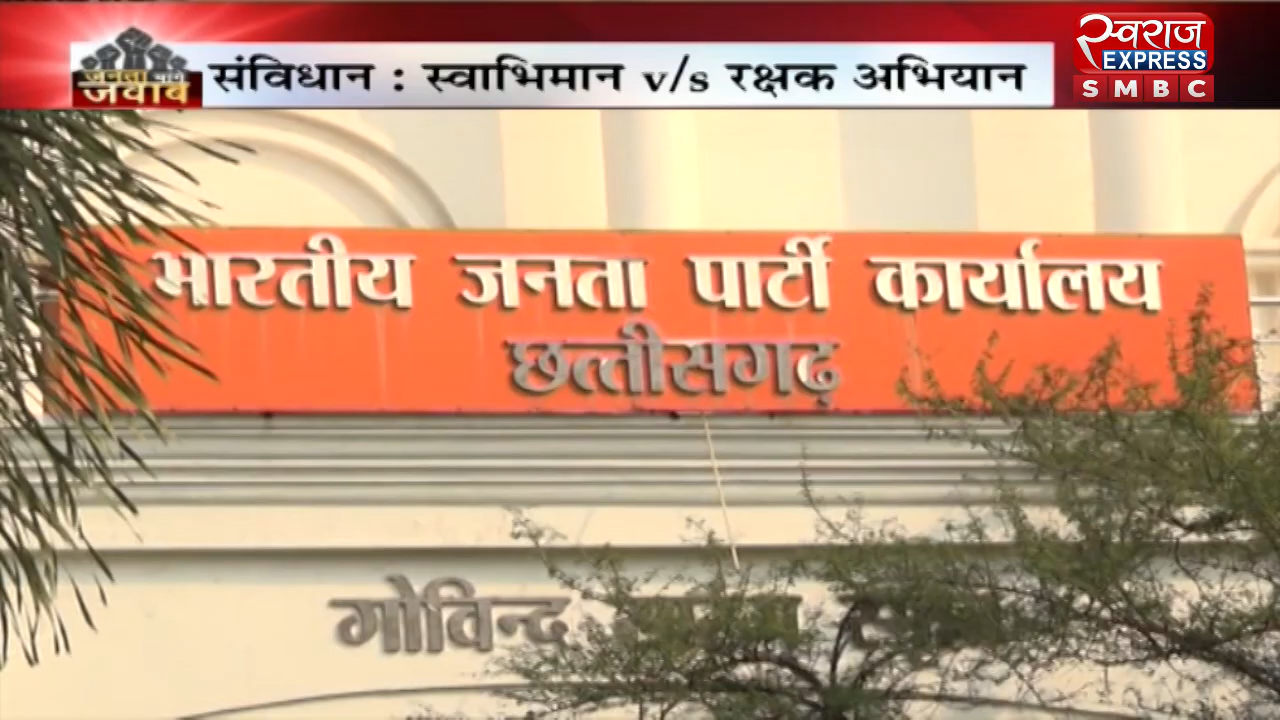 जनता मांगे
जवाब
संविधान : स्वाभिमान v/s रक्षक अभियान
स्वराज
EXPRESS
SMBC
भारतीय जनता पार्टी कार्यालय
छत्तीसगढ़
गोविन्द